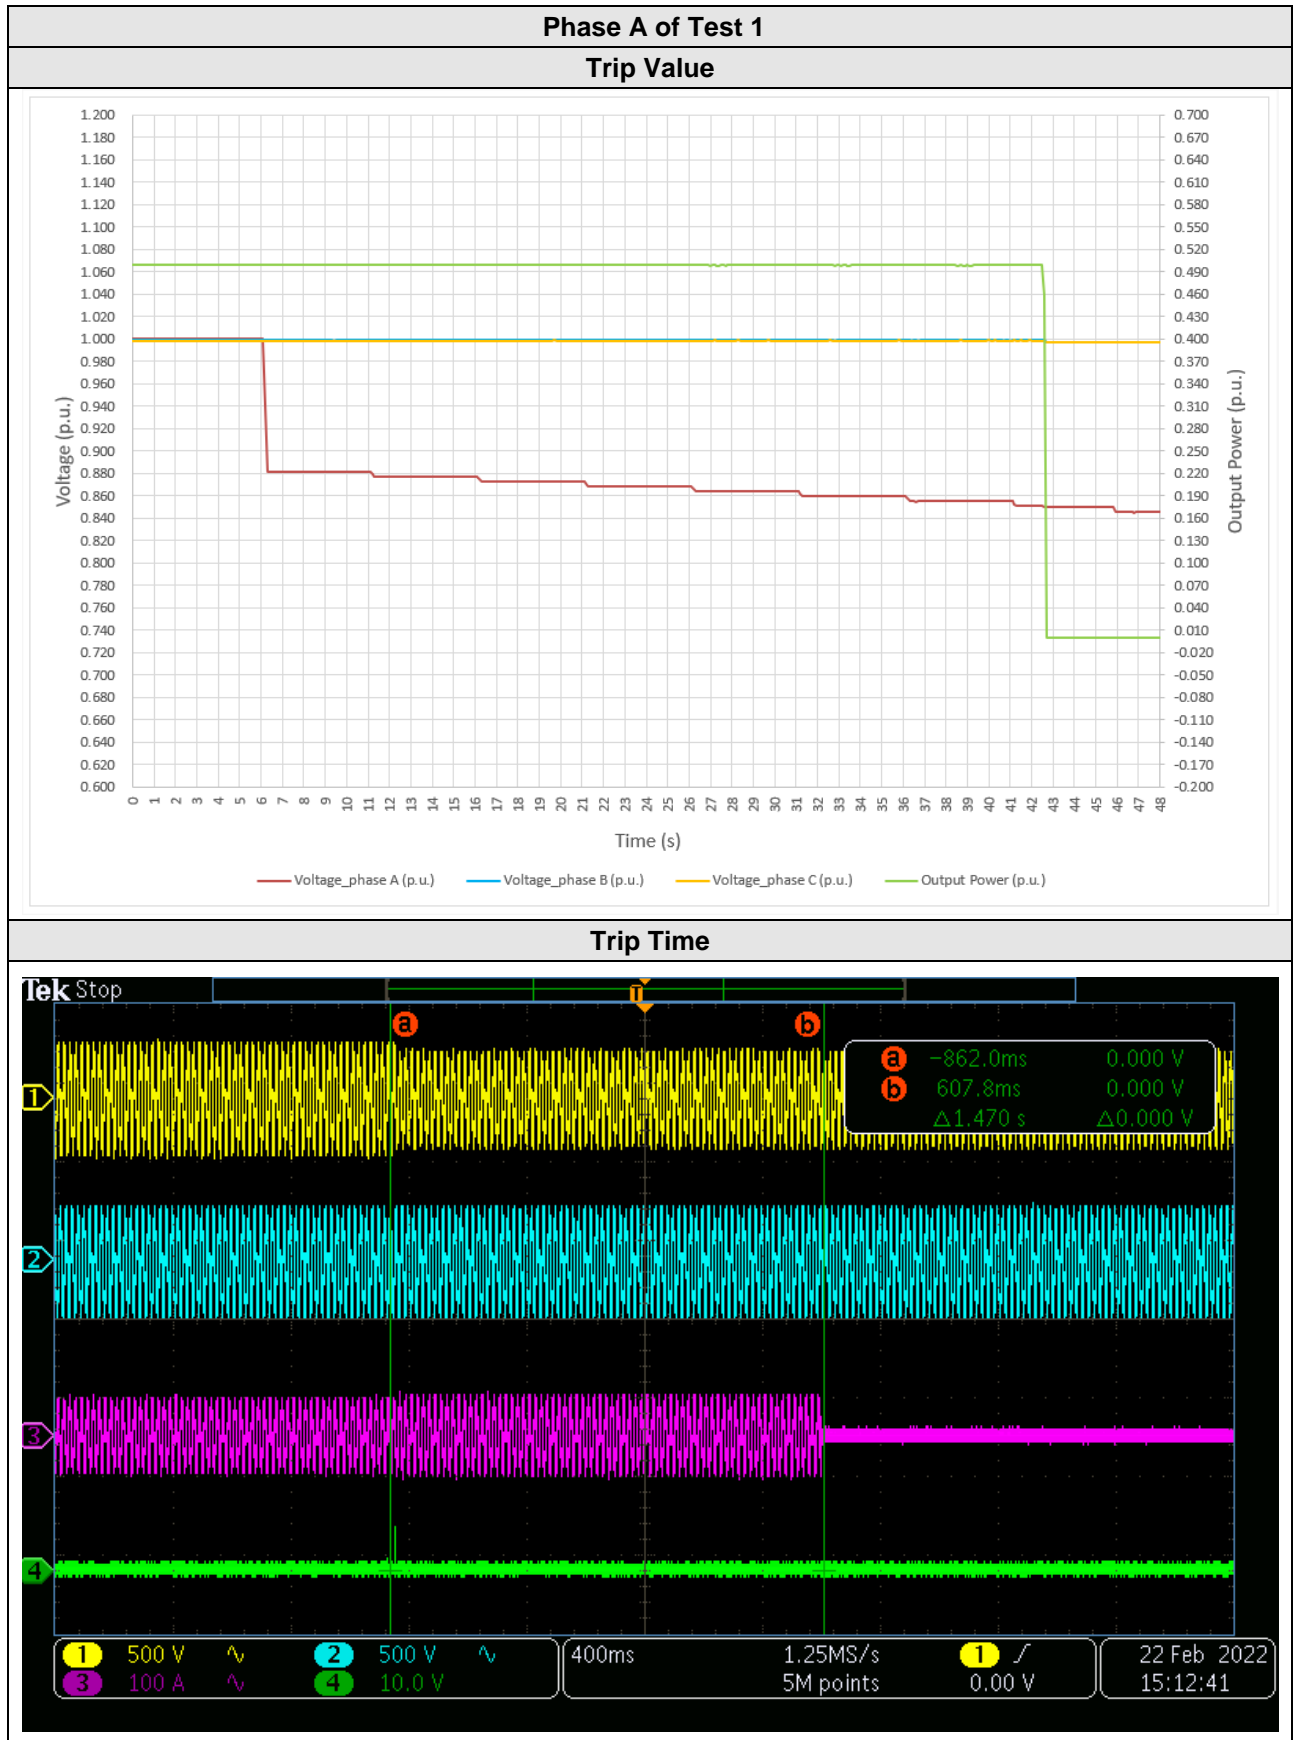 Phase A of Test 1
Trip Value
1.200 0.700
1.180 0.670
1.160 0.640
1.140 0.610
1.120 0.580
1.100 0.550
1.080 0.520
1.060 0.490
1.040 0.460
1.020 0.430
1.000 0.400
0.980 0.370
0.960 0.340
0.940 0.310
0.920 0.280
0.900 0.250
0.880 0.220
0.860 0.190
0.840 0.160
0.820 0.130
0.800 0.100
0.780 0.070
0.760 0.040
0.740 0.010
0.720 -0.020
0.700 -0.050
0.680 -0.080
0.660 -0.110
0.640 -0.140
0.620 -0.170
0.600 -0.200
Voltage (p.u.)
Output Power (p.u.)
0 1 2 3 4 5 6 7 8 9 10 11 12 13 14 15 16 17 18 19 20 21 22 23 24 25 26 27 28 29 30 31 32 33 34 35 36 37 38 39 40 41 42 43 44 45 46 47 48
Time (s)
Voltage_phase A (p.u.) Voltage_phase B (p.u.) Voltage_phase C (p.u.) Output Power (p.u.)
Trip Time
Tek Stop
T
a b
a -862.0ms 0.000 V
b 607.8ms 0.000 V
△1.470 s △0.000 V
1
2
3
4
1 500 V 2 500 V 400ms 1.25MS/s 1 22 Feb 2022
3 100 A 4 10.0 V 5M points 0.00 V 15:12:41